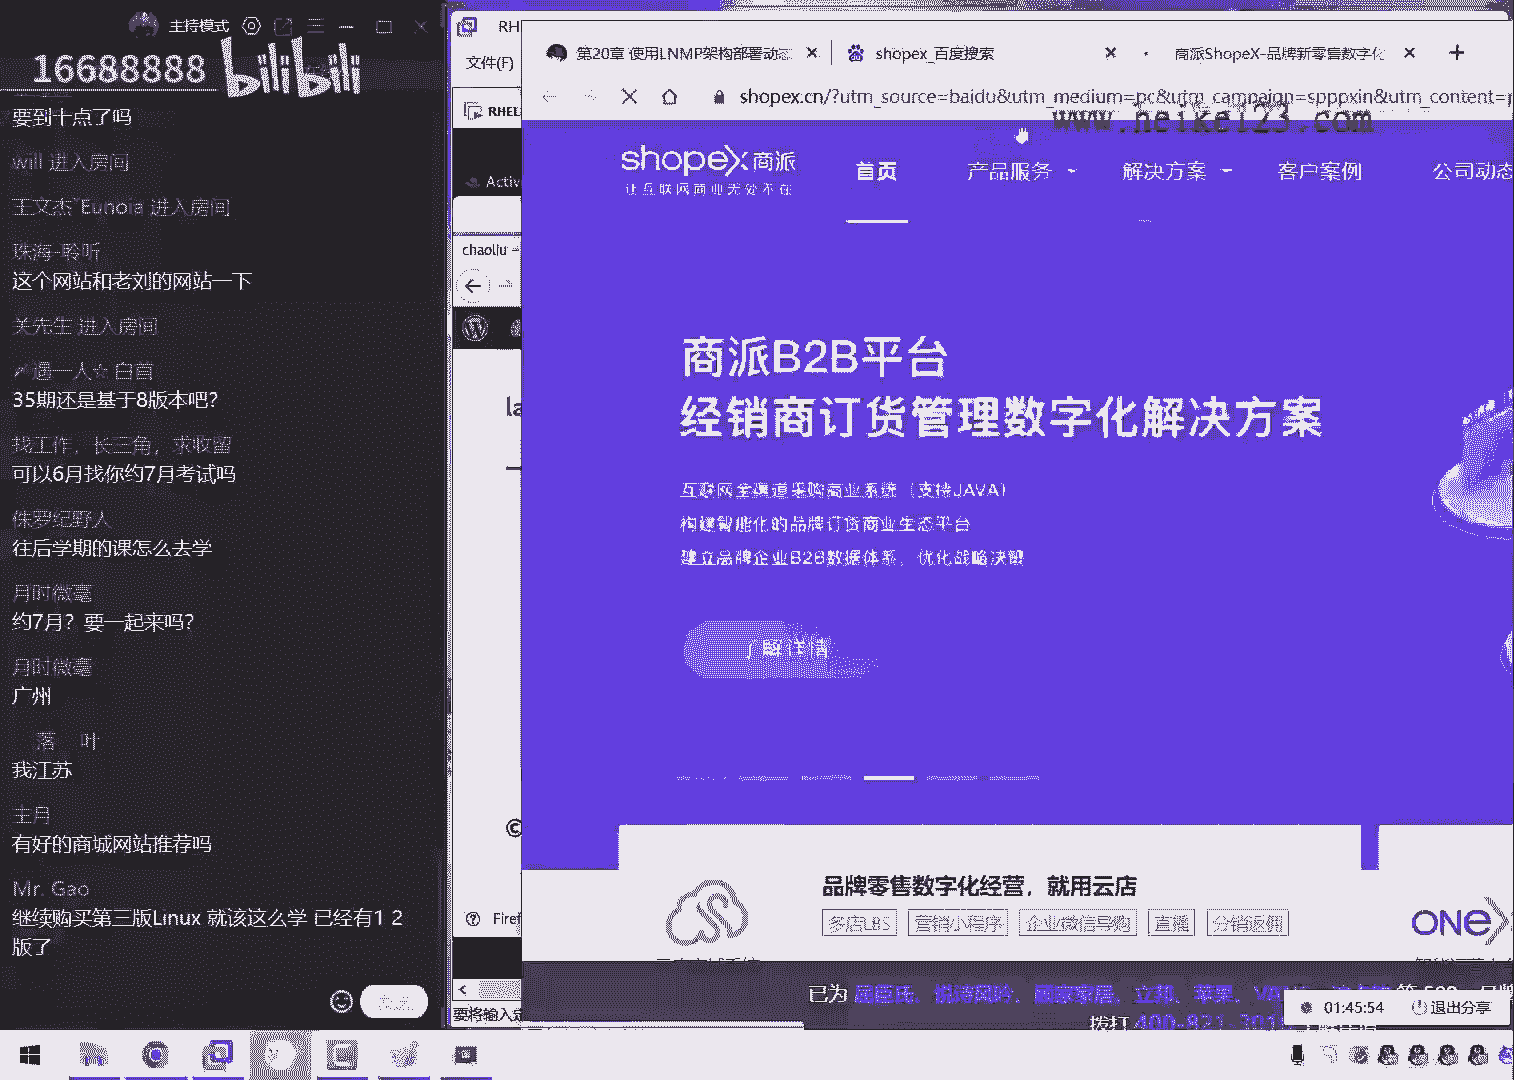 主持模式
16688888 bilibili
要到十点了吗
will 进入房间
王文杰~Eunoia 进入房间
珠海-聆听
这个网站和老刘的网站一下
关先生 进入房间
遇一人☆ 白首
35期还是基于8版本吧?
找工作，长三角，求收留
可以6月找你约7月考试吗
侏罗纪野人
往后学期的课怎么去学
月时微毫
约7月？要一起来吗?
月时微毫
广州
落 叶
我江苏
主月
有好的商城网站推荐吗
Mr. Gao
继续购买第三版Linux 就该这么学 已经有1 2
版了
RH
文件(F)
RHEL
Activ
chaoliu
la
©
Firef
第20章 使用LNMP架构部署动态
shopex_百度搜索
商派ShopeX-品牌新零售数字化
shopex.cn/?utm_source=baidu&utm_medium=pc&utm_campaign=spppxin&utm_content=
www.heike123.com
shopex 商派
让互联网商业无处不在
首页
产品服务
解决方案
客户案例
公司动态
商派B2B平台
经销商订货管理数字化解决方案
互联网全渠道采购商业系统（支持JAVA）
构建智能化的品牌订货商业生态平台
建立品牌企业B2B数据体系，优化战略决策
了解详情
品牌零售数字化经营，就用云店
多店LBS
营销小程序
企业微信导购
直播
分销返佣
ONE
已为
拨打
01:45:54
退出分享